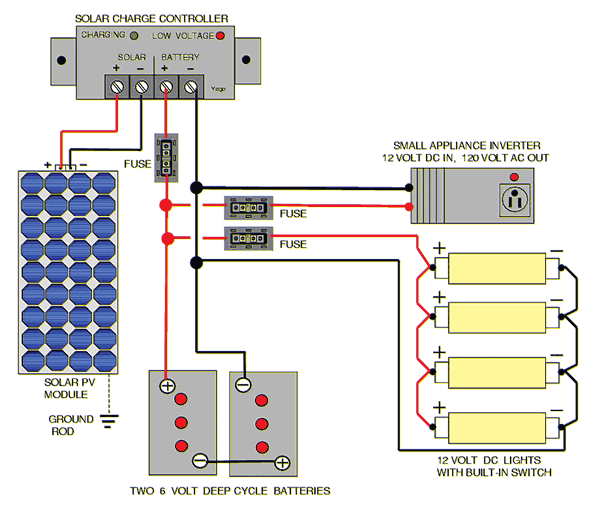 SOLAR CHARGE CONTROLLER
CHARGING LOW VOLTAGE
SOLAR BATTERY
+ − + −
Yago
FUSE
SMALL APPLIANCE INVERTER
12 VOLT DC IN, 120 VOLT AC OUT
+ −
FUSE
FUSE
+ −
+ −
+ −
+ −
SOLAR PV
MODULE
GROUND
ROD
+ −
− +
12 VOLT DC LIGHTS
WITH BUILT-IN SWITCH
TWO 6 VOLT DEEP CYCLE BATTERIES